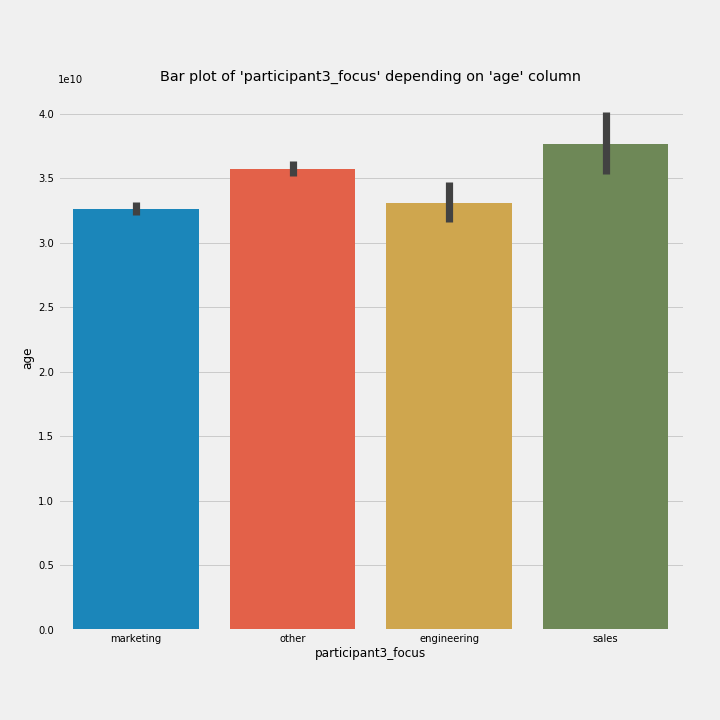 Bar plot of 'participant3_focus' depending on 'age' column
1e10
4.0
3.5
3.0
2.5
2.0
1.5
1.0
0.5
0.0
age
marketing other engineering sales
participant3_focus